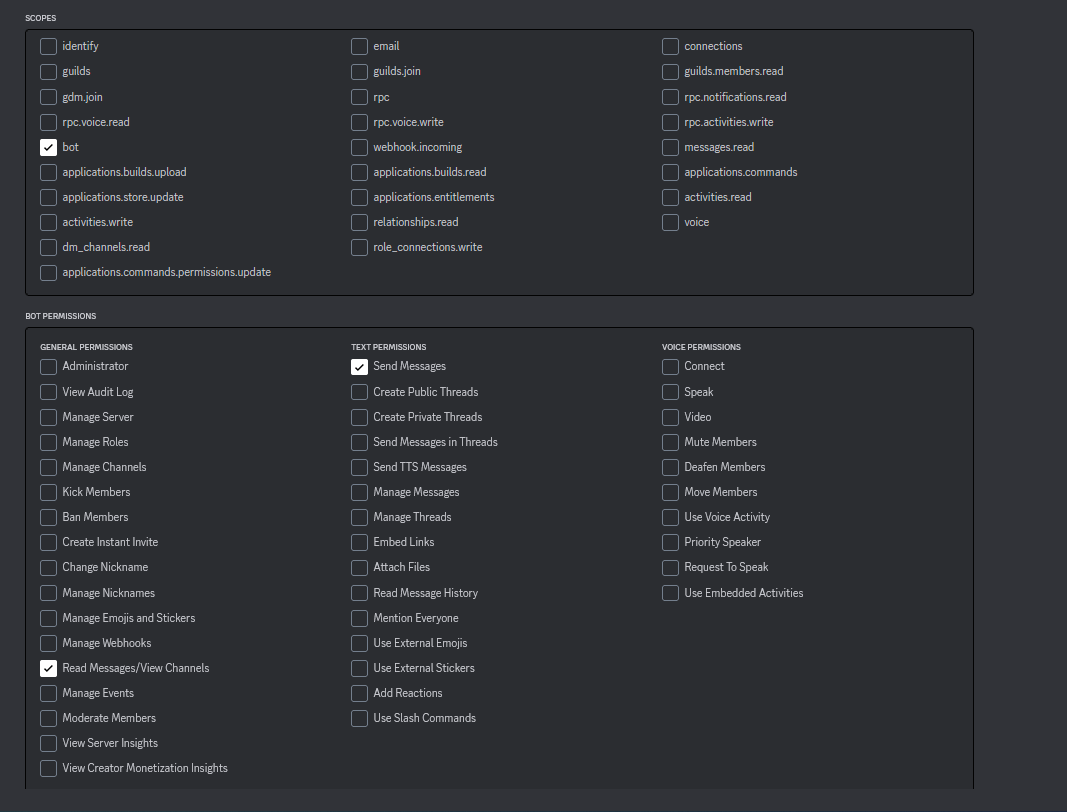 SCOPES
identify email connections
guilds guilds.join guilds.members.read
gdm.join rpc rpc.notifications.read
rpc.voice.read rpc.voice.write rpc.activities.write
bot webhook.incoming messages.read
applications.builds.upload applications.builds.read applications.commands
applications.store.update applications.entitlements activities.read
activities.write relationships.read voice
dm_channels.read role_connections.write
applications.commands.permissions.update
BOT PERMISSIONS
GENERAL PERMISSIONS
Administrator
View Audit Log
Manage Server
Manage Roles
Manage Channels
Kick Members
Ban Members
Create Instant Invite
Change Nickname
Manage Nicknames
Manage Emojis and Stickers
Manage Webhooks
Read Messages/View Channels
Manage Events
Moderate Members
View Server Insights
View Creator Monetization Insights
TEXT PERMISSIONS
Send Messages
Create Public Threads
Create Private Threads
Send Messages in Threads
Send TTS Messages
Manage Messages
Manage Threads
Embed Links
Attach Files
Read Message History
Mention Everyone
Use External Emojis
Use External Stickers
Add Reactions
Use Slash Commands
VOICE PERMISSIONS
Connect
Speak
Video
Mute Members
Deafen Members
Move Members
Use Voice Activity
Priority Speaker
Request To Speak
Use Embedded Activities